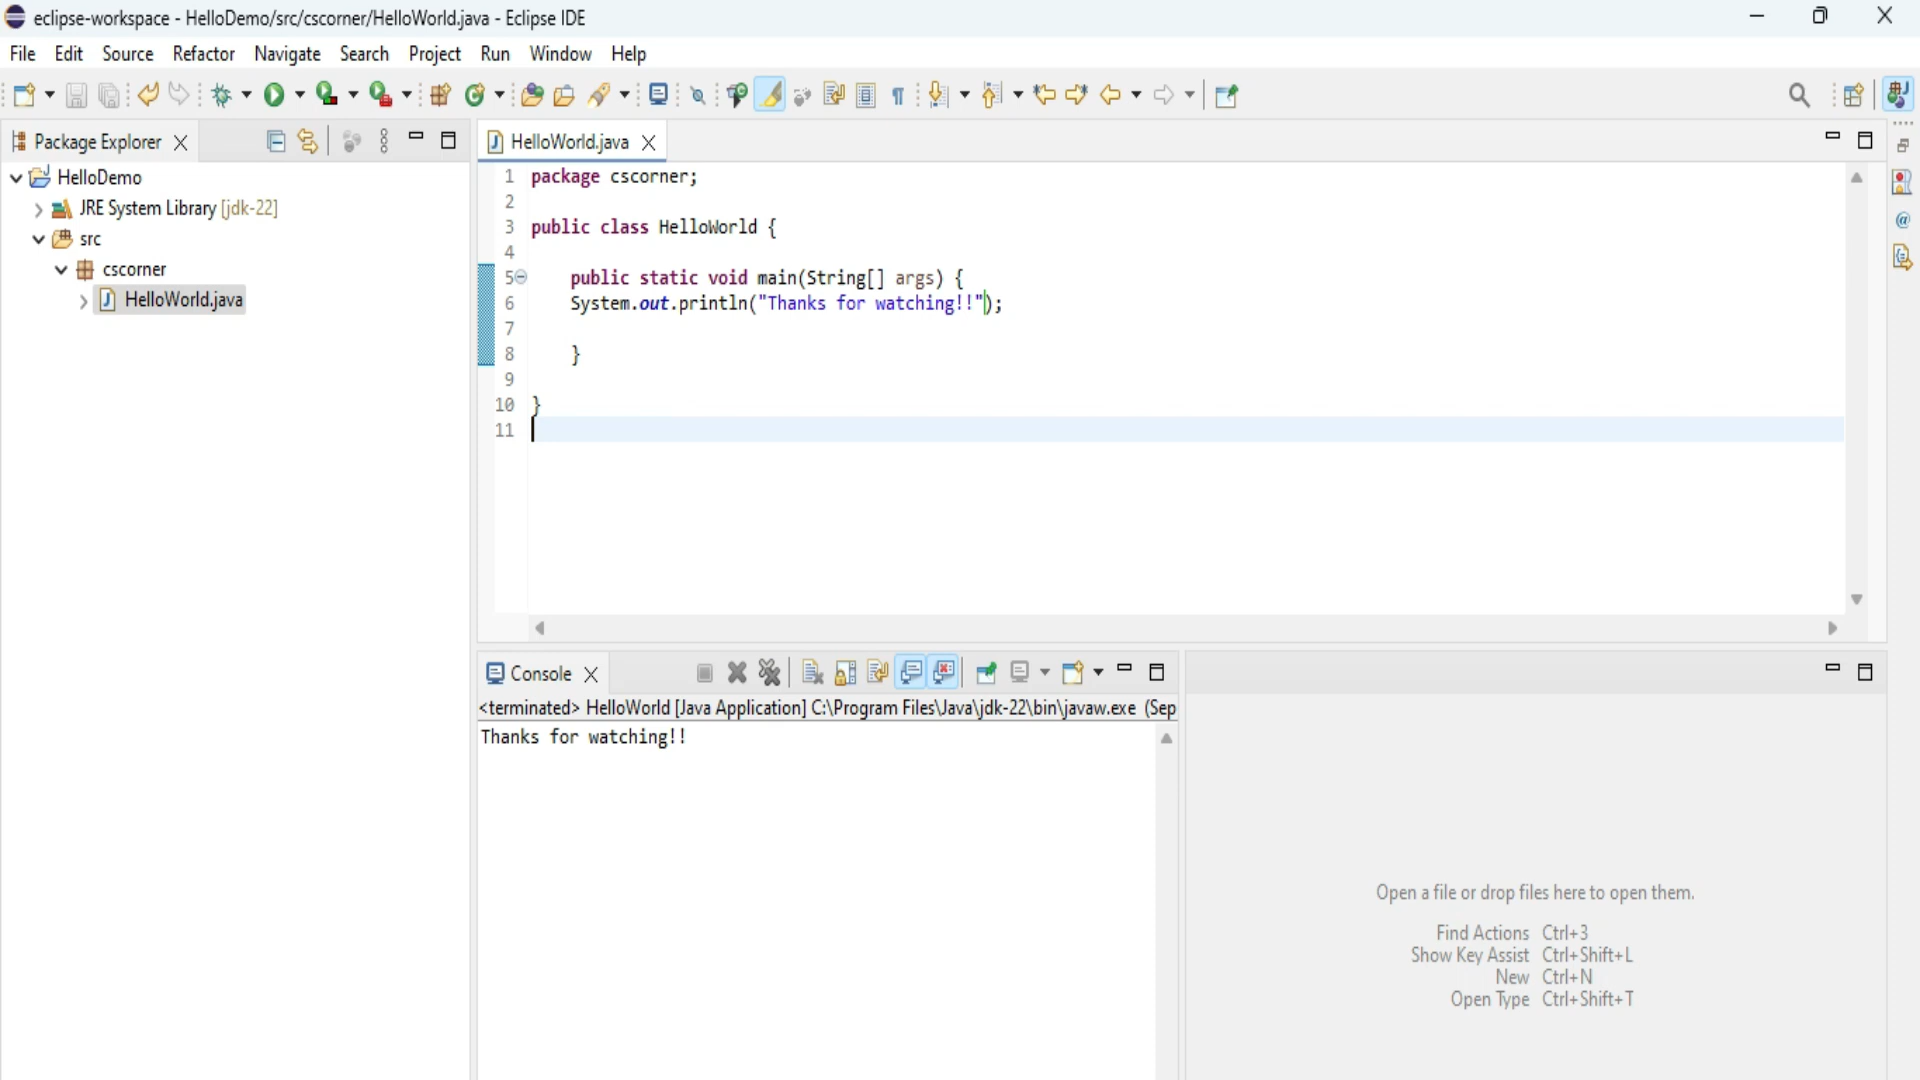 eclipse-workspace - HelloDemo/src/cscorner/HelloWorld.java - Eclipse IDE
File Edit Source Refactor Navigate Search Project Run Window Help
Package Explorer
HelloDemo
JRE System Library [jdk-22]
src
cscorner
HelloWorld.java
HelloWorld.java
1 package cscorner;
2
3 public class HelloWorld {
4
5 public static void main(String[] args) {
6 System.out.println("Thanks for watching!!");
7
8 }
9
10 }
11
Console
<terminated> HelloWorld [Java Application] C:\Program Files\Java\jdk-22\bin\javaw.exe (Sep
Thanks for watching!!
Open a file or drop files here to open them.
Find Actions Ctrl+3
Show Key Assist Ctrl+Shift+L
New Ctrl+N
Open Type Ctrl+Shift+T